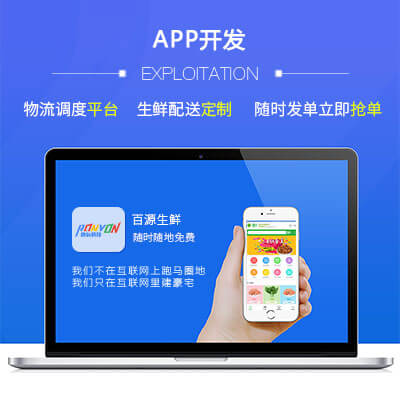 APP开发
EXPLOITATION
物流调度平台 生鲜配送定制 随时发单立即抢单
百源生鲜
随时随地免费
我们不在互联网上跑马圈地
我们只在互联网里建豪宅